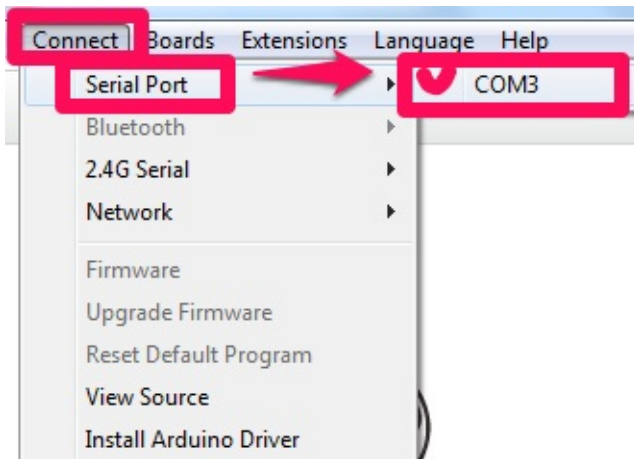 Connect Boards Extensions Language Help
Serial Port COM3
Bluetooth
2.4G Serial
Network
Firmware
Upgrade Firmware
Reset Default Program
View Source
Install Arduino Driver